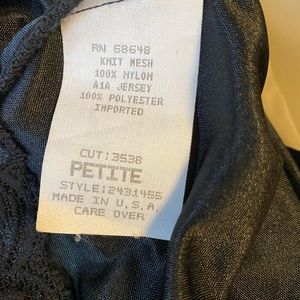 RN 68648
KNIT MESH
100% NYLON
A1A JERSEY
100% POLYESTER
IMPORTED
CUT: 3538
PETITE
STYLE: 2431455
MADE IN U.S.A.
CARE OVER